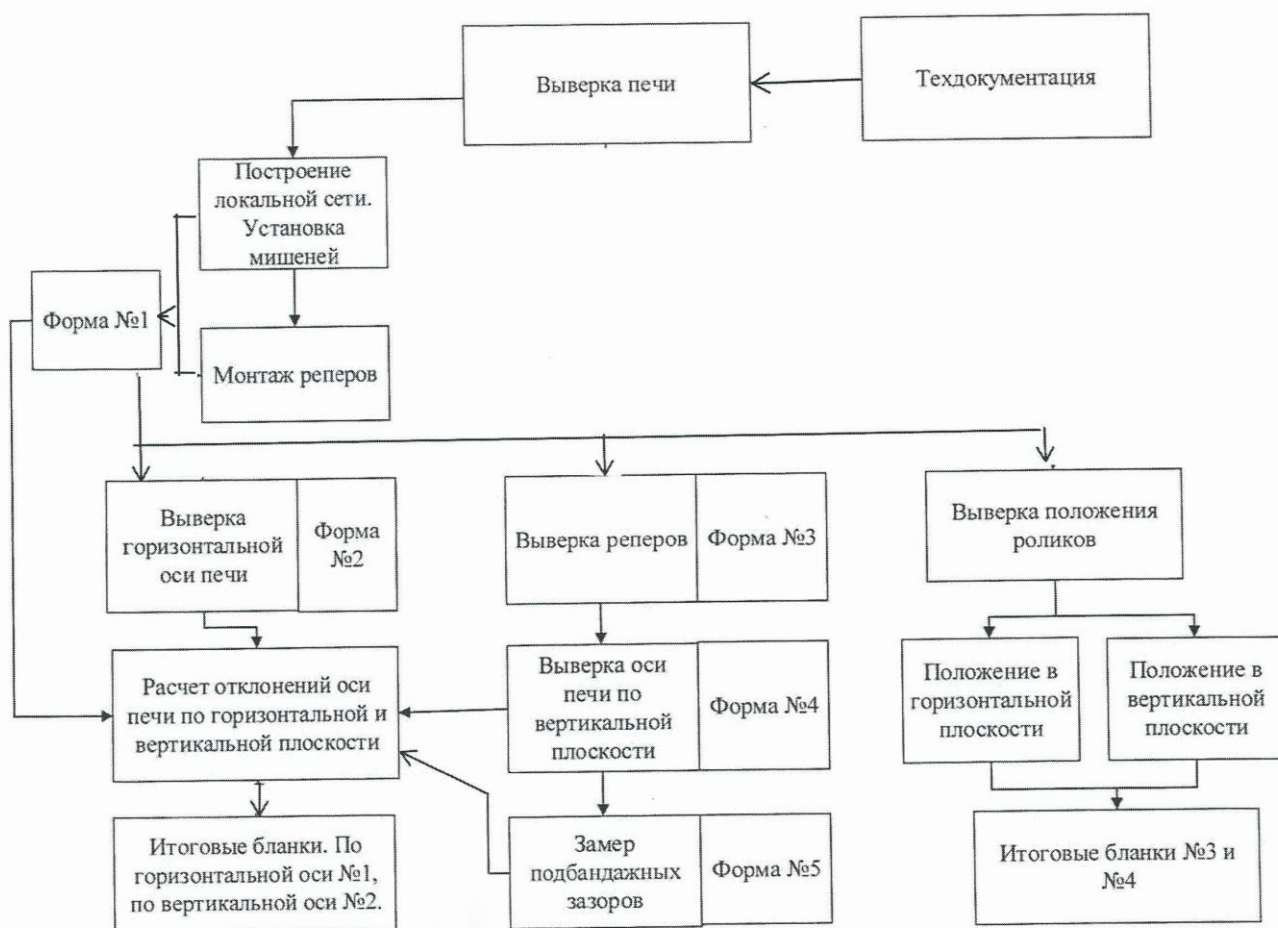 Выверка печи
Техдокументация
Построение
локальной сети.
Установка
мишеней
Форма №1
Монтаж реперов
Выверка
горизонтальной
оси печи
Форма
№2
Выверка реперов
Форма №3
Выверка положения
роликов
Расчет отклонений оси
печи по горизонтальной и
вертикальной плоскости
Выверка оси
печи по
вертикальной
плоскости
Форма №4
Положение в
горизонтальной
плоскости
Положение в
вертикальной
плоскости
Итоговые бланки. По
горизонтальной оси №1,
по вертикальной оси №2.
Замер
подбандажных
зазоров
Форма №5
Итоговые бланки №3 и
№4